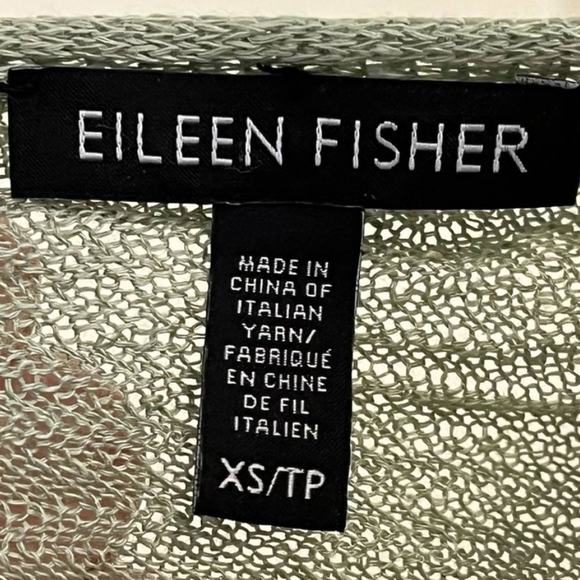 EILEEN FISHER
MADE IN
CHINA OF
ITALIAN
YARN/
FABRIQUÉ
EN CHINE
DE FIL
ITALIEN
XS/TP